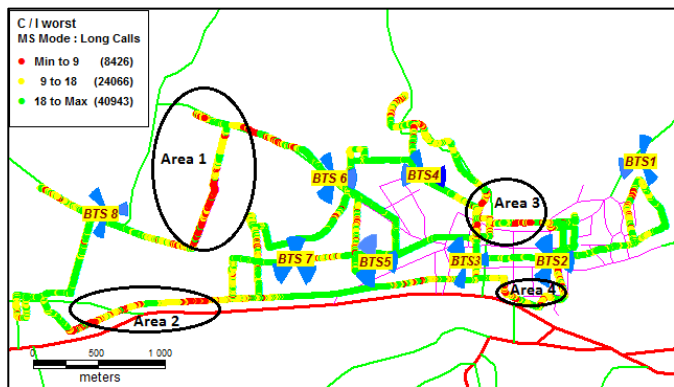 C / I worst
MS Mode : Long Calls
Min to 9 (8426)
9 to 18 (24066)
18 to Max (40943)
Area 1
BTS 6
BTS4
BTS1
BTS 8
Area 3
BTS 7
BTS5
BTS3
BTS2
Area 2
Area 4
0 500 1 000
meters